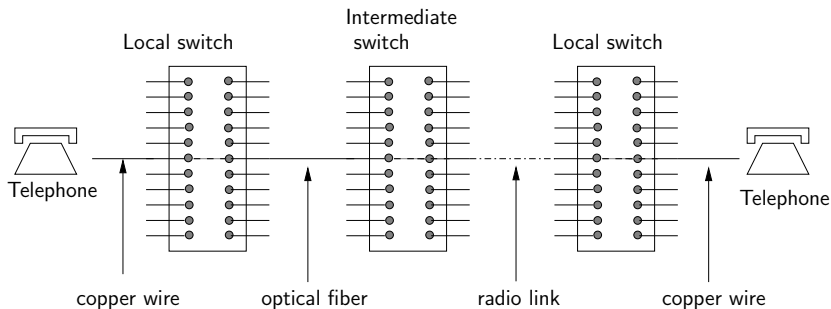 Intermediate
Local switch
switch
Local switch
Telephone
Telephone
copper wire
optical fiber
radio link
copper wire